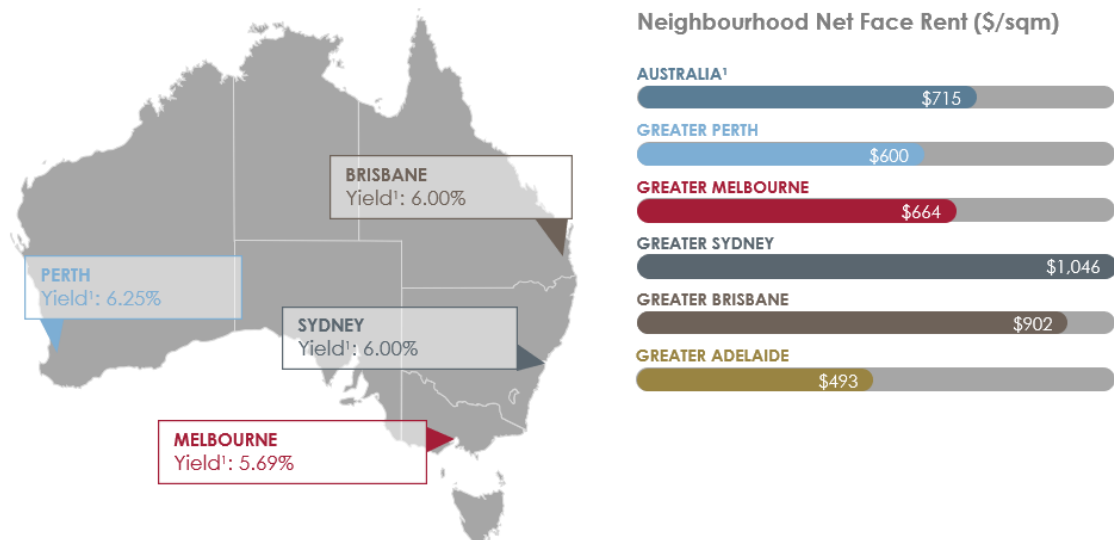 BRISBANE
Yield¹: 6.00%
PERTH
Yield¹: 6.25%
SYDNEY
Yield¹: 6.00%
MELBOURNE
Yield¹: 5.69%
Neighbourhood Net Face Rent ($/sqm)
AUSTRALIA¹
$715
GREATER PERTH
$600
GREATER MELBOURNE
$664
GREATER SYDNEY
$1,046
GREATER BRISBANE
$902
GREATER ADELAIDE
$493